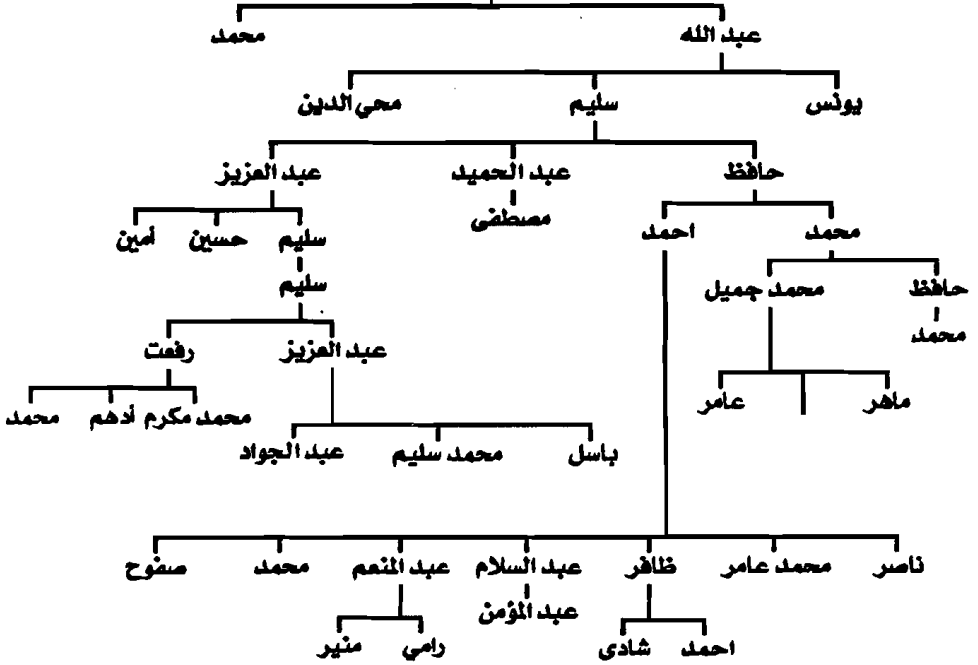 عبد الله محمد
يونس سليم محي الدين
حافظ عبد الحميد عبد العزيز
محمد احمد مصطفى سليم حسين أمين
حافظ محمد جميل سليم
محمد
عبد العزيز رفعت
ماهر عامر محمد مكرم أدهم محمد
باسل محمد سليم عبد الجواد
ناصر محمد عامر ظافر عبد السلام عبد المنعم محمد صفوح
عبد المؤمن
احمد شادى رامي منير